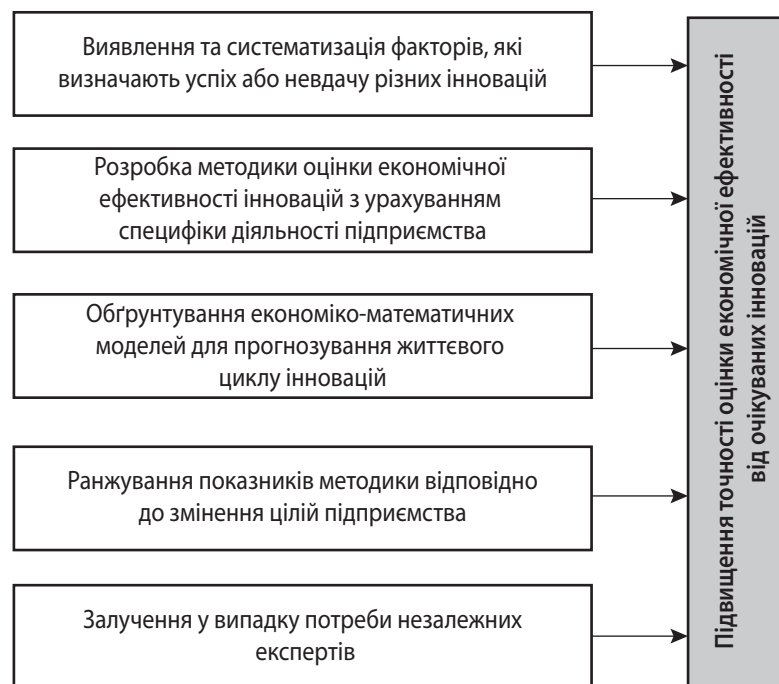 Виявлення та систематизація факторів, які
визначають успіх або невдачу різних інновацій
Розробка методики оцінки економічної
ефективності інновацій з урахуванням
специфіки діяльності підприємства
Обґрунтування економіко-математичних
моделей для прогнозування життєвого
циклу інновацій
Ранжування показників методики відповідно
до змінення цілій підприємства
Залучення у випадку потреби незалежних
експертів
Підвищення точності оцінки економічної ефективності
від очікуваних інновацій